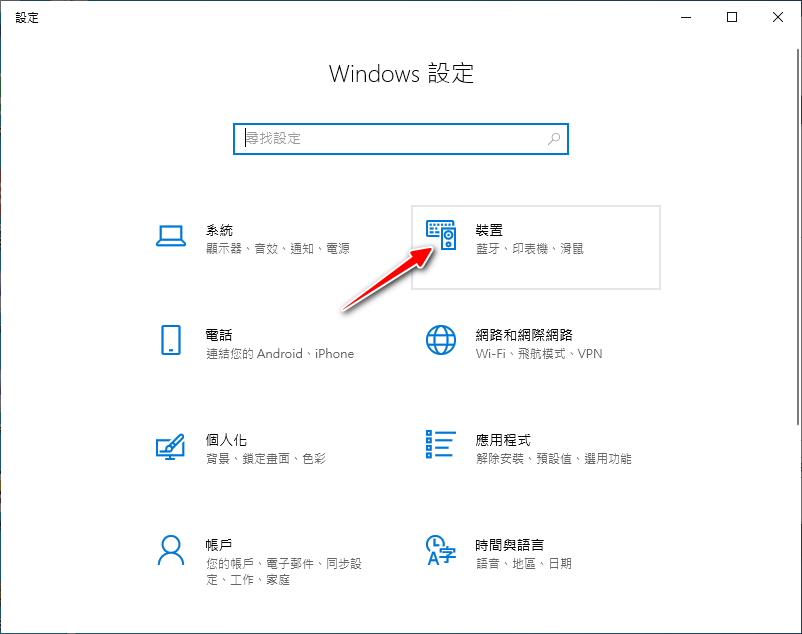 設定
Windows 設定
尋找設定
系統
顯示器、音效、通知、電源
裝置
藍牙、印表機、滑鼠
電話
連結您的 Android、iPhone
網路和網際網路
Wi-Fi、飛航模式、VPN
個人化
背景、鎖定畫面、色彩
應用程式
解除安裝、預設值、選用功能
帳戶
您的帳戶、電子郵件、同步設
定、工作、家庭
時間與語言
語音、地區、日期